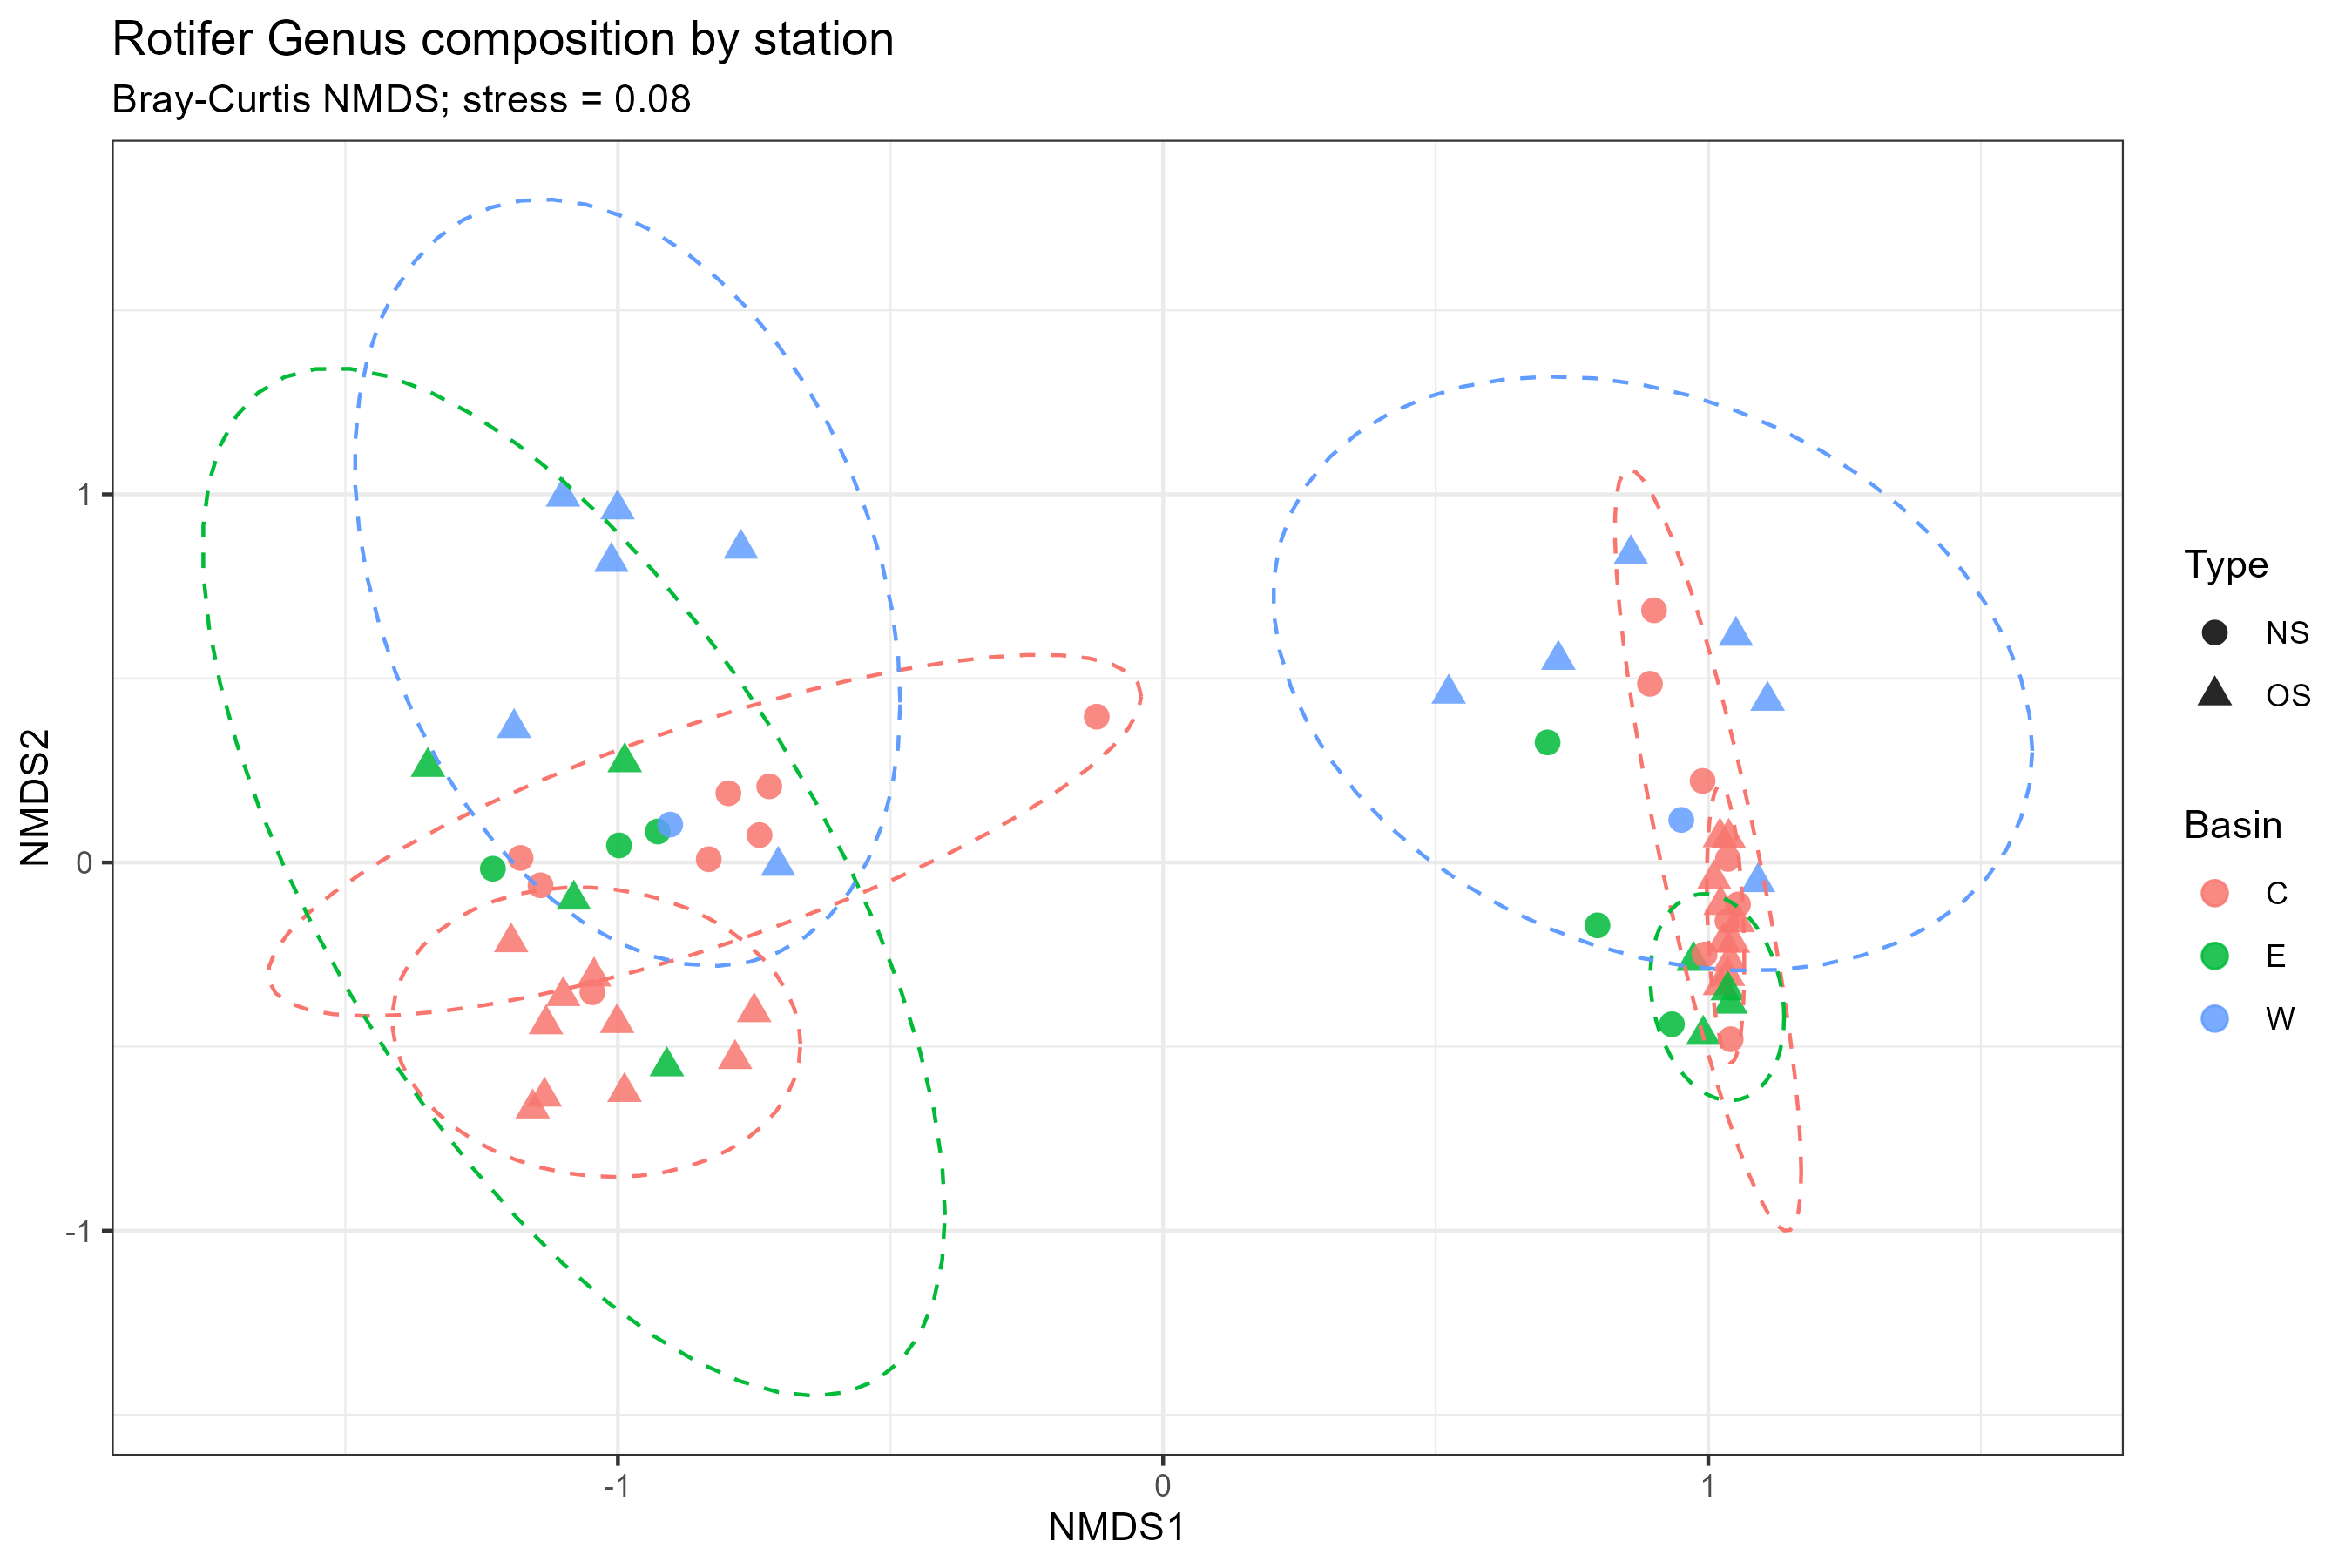 Rotifer Genus composition by station
Bray-Curtis NMDS; stress = 0.08
1
0
-1
NMDS2
-1
0
1
NMDS1
Type
NS
OS
Basin
C
E
W